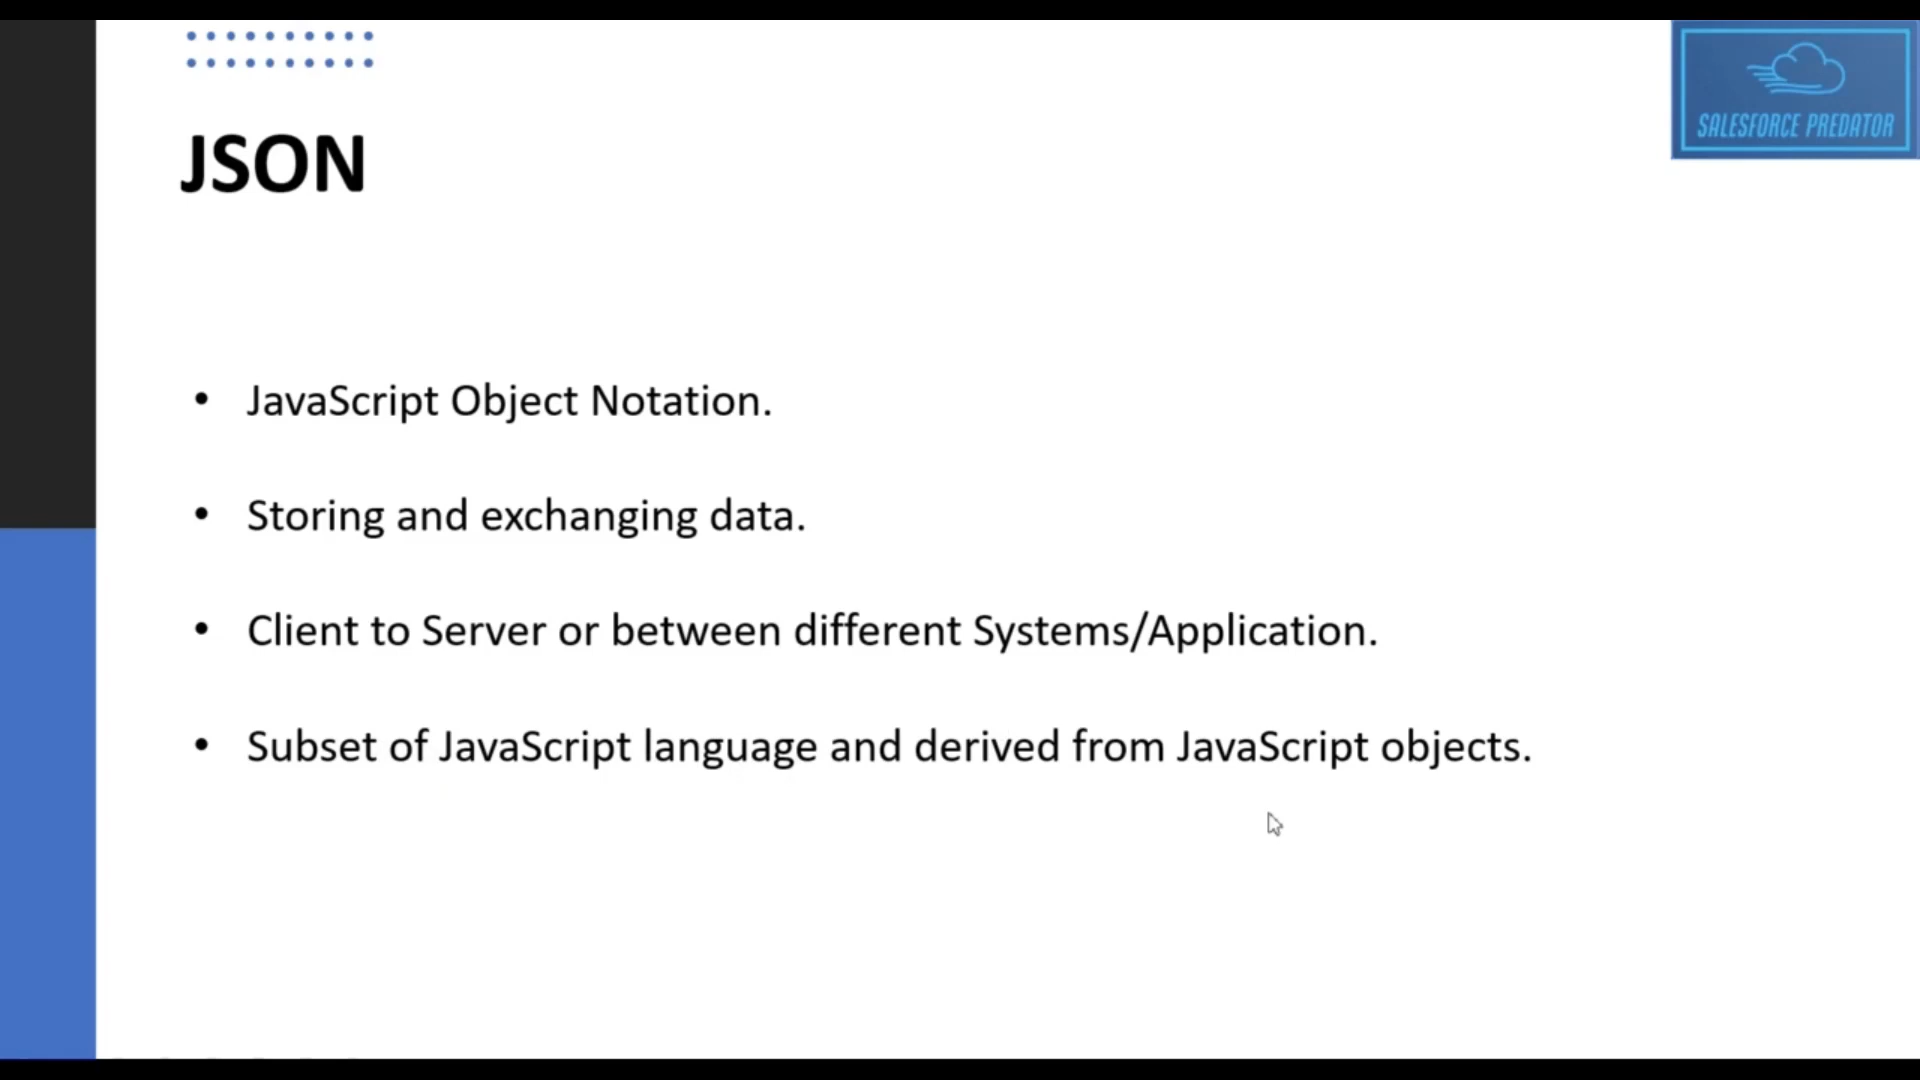 SALESFORCE PREDATOR
JSON
• JavaScript Object Notation.
• Storing and exchanging data.
• Client to Server or between different Systems/Application.
• Subset of JavaScript language and derived from JavaScript objects.